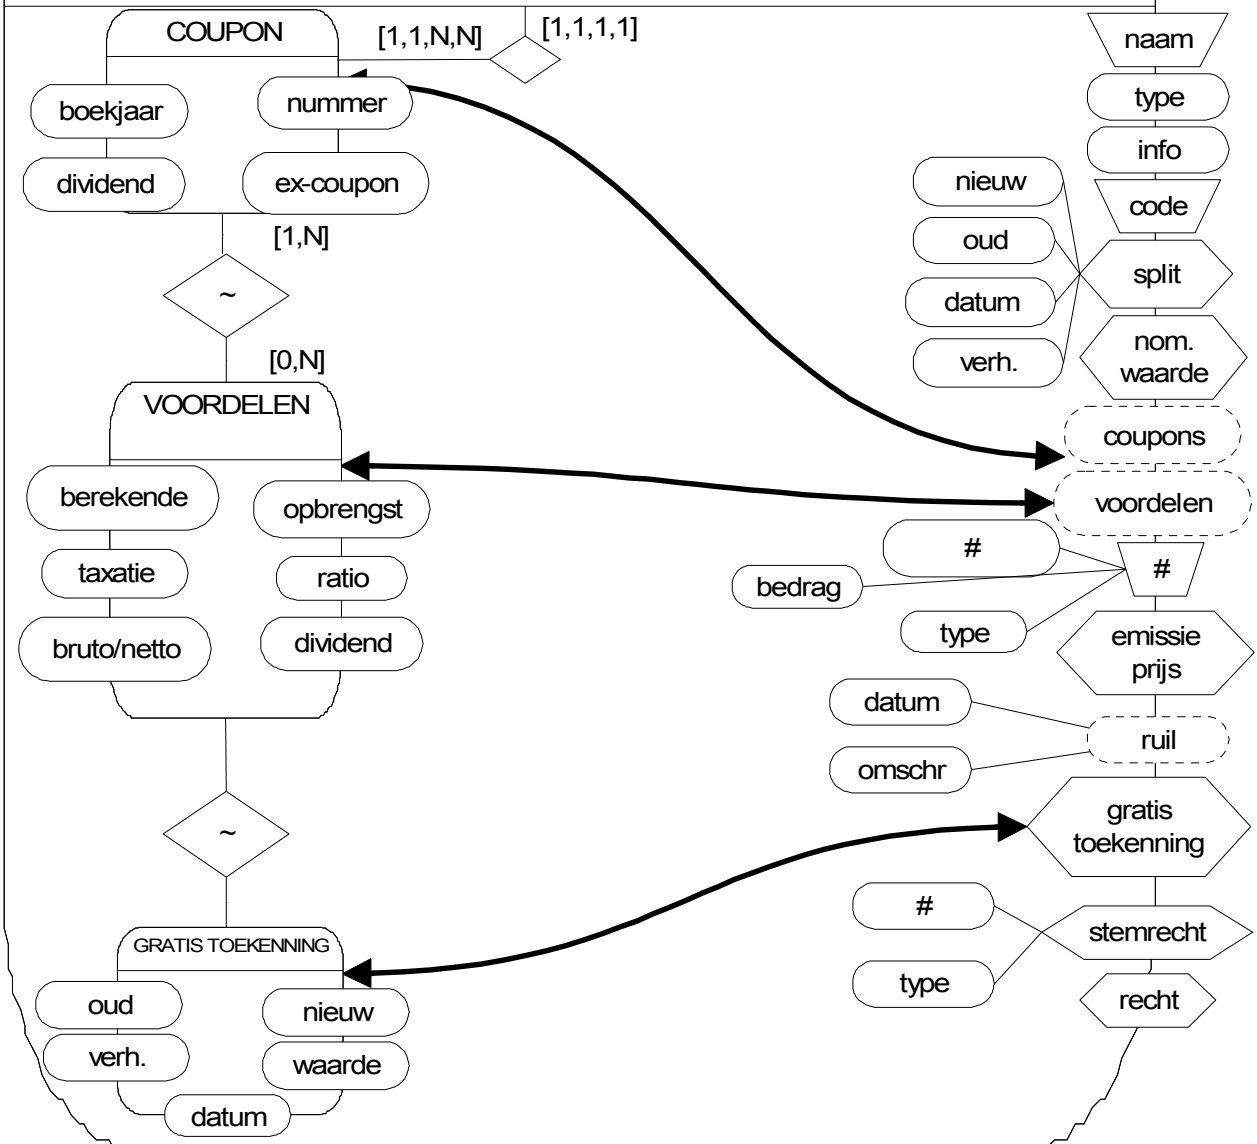 COUPON
[1,1,N,N]
[1,1,1,1]
boekjaar
nummer
dividend
ex-coupon
[1,N]
~
[0,N]
VOORDELEN
berekende
opbrengst
taxatie
ratio
bruto/netto
dividend
~
GRATIS TOEKENNING
oud
nieuw
verh.
waarde
datum
naam
type
info
code
nieuw
oud
datum
verh.
split
nom.
waarde
coupons
voordelen
#
bedrag
type
#
emissie
prijs
datum
omschr
ruil
gratis
toekenning
#
type
stemrecht
recht